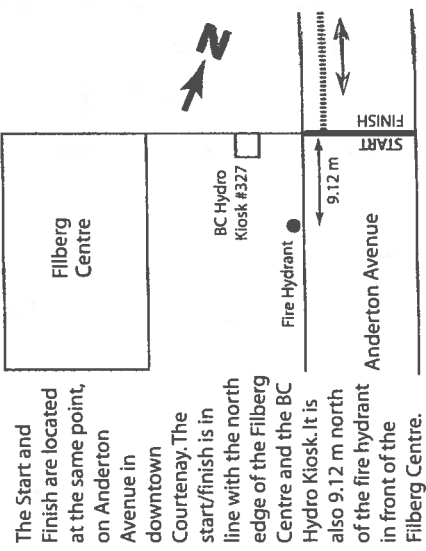 The Start and
Finish are located
at the same point,
on Anderton
Avenue in
downtown
Courtenay. The
start/finish is in
line with the north
edge of the Filberg
Centre and the BC
Hydro Kiosk. It is
also 9.12 m north
of the fire hydrant
in front of the
Filberg Centre.
Filberg
Centre
N
BC Hydro
Kiosk #327
Fire Hydrant
9.12 m
START
FINISH
Anderton Avenue